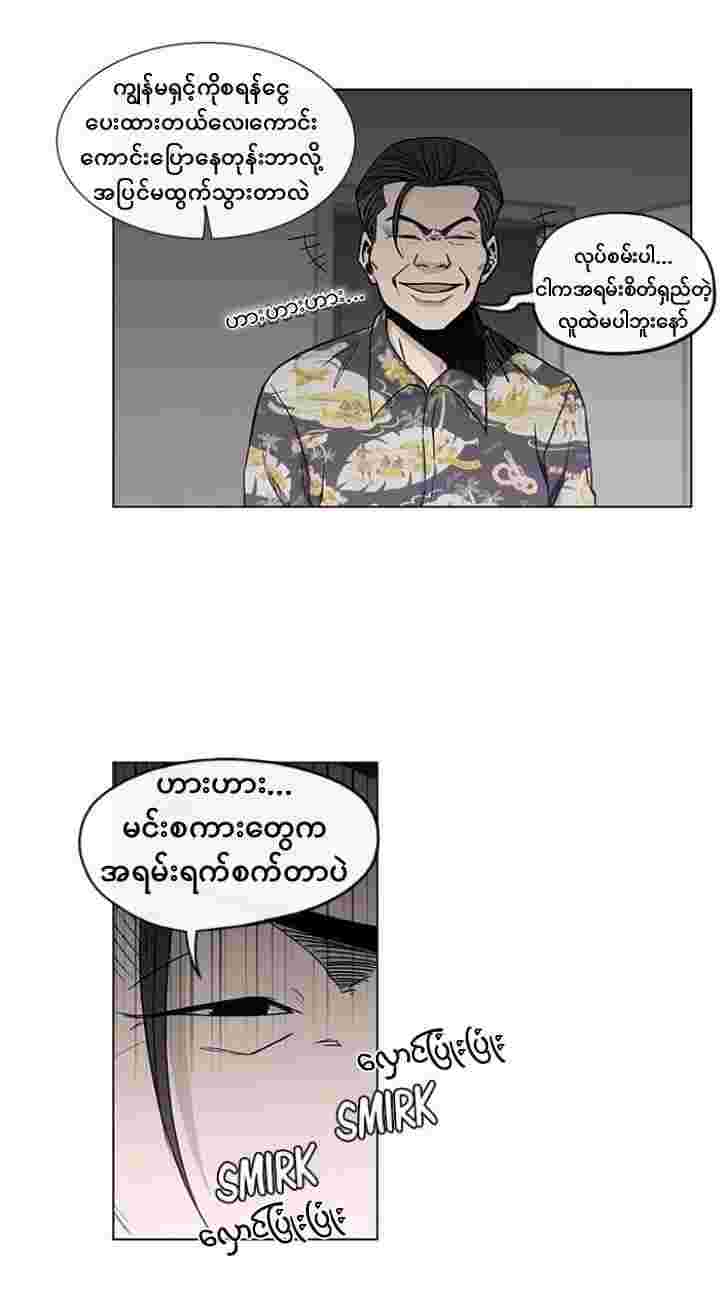 ကျွန်မရှင့်ကိုစရန်ငွေ
ပေးထားတယ်လေ၊ကောင်း
ကောင်းပြောနေတုန်းဘာလို့
အပြင်မထွက်သွားတာလဲ
လုပ်စမ်းပါ...
ငါကအရမ်းစိတ်ရှည်တဲ့
လူထဲမပါဘူးနော်
ဟားဟားဟား...
ဟားဟား...
မင်းစကားတွေက
အရမ်းရက်စက်တာပဲ
လှောင်ပြုံးပြုံး
SMIRK
SMIRK
လှောင်ပြုံးပြုံး